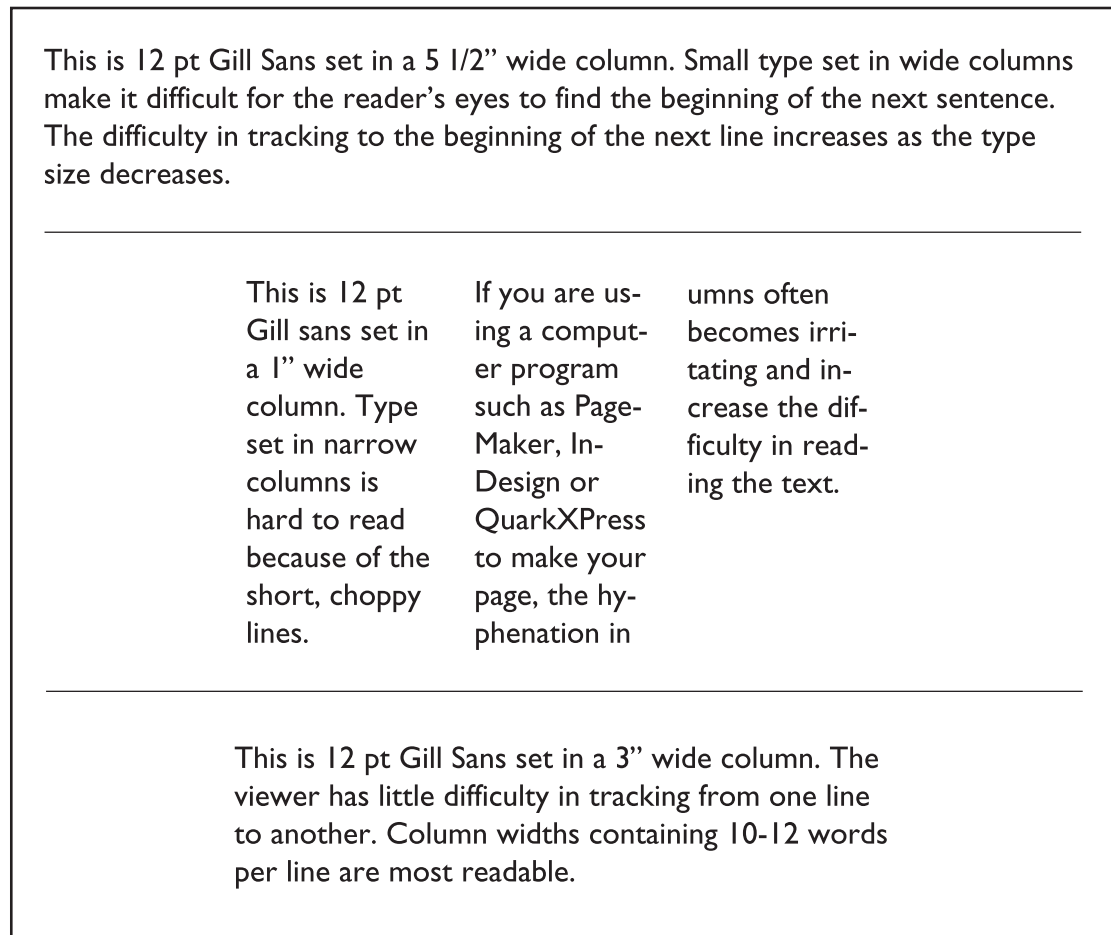 This is 12 pt Gill Sans set in a 5 1/2” wide column. Small type set in wide columns
make it difficult for the reader’s eyes to find the beginning of the next sentence.
The difficulty in tracking to the beginning of the next line increases as the type
size decreases.
This is 12 pt
Gill sans set in
a 1” wide
column. Type
set in narrow
columns is
hard to read
because of the
short, choppy
lines.
If you are us-
ing a comput-
er program
such as Page-
Maker, In-
Design or
QuarkXPress
to make your
page, the hy-
phenation in
umns often
becomes irri-
tating and in-
crease the dif-
ficulty in read-
ing the text.
This is 12 pt Gill Sans set in a 3” wide column. The
viewer has little difficulty in tracking from one line
to another. Column widths containing 10-12 words
per line are most readable.